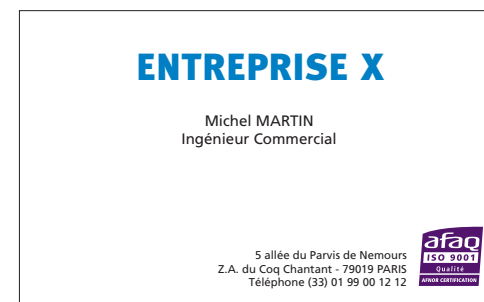 ENTREPRISE X
Michel MARTIN
Ingénieur Commercial
5 allée du Parvis de Nemours
Z.A. du Coq Chantant - 79019 PARIS
Téléphone (33) 01 99 00 12 12
afaq
ISO 9001
Qualité
AFNOR CERTIFICATION